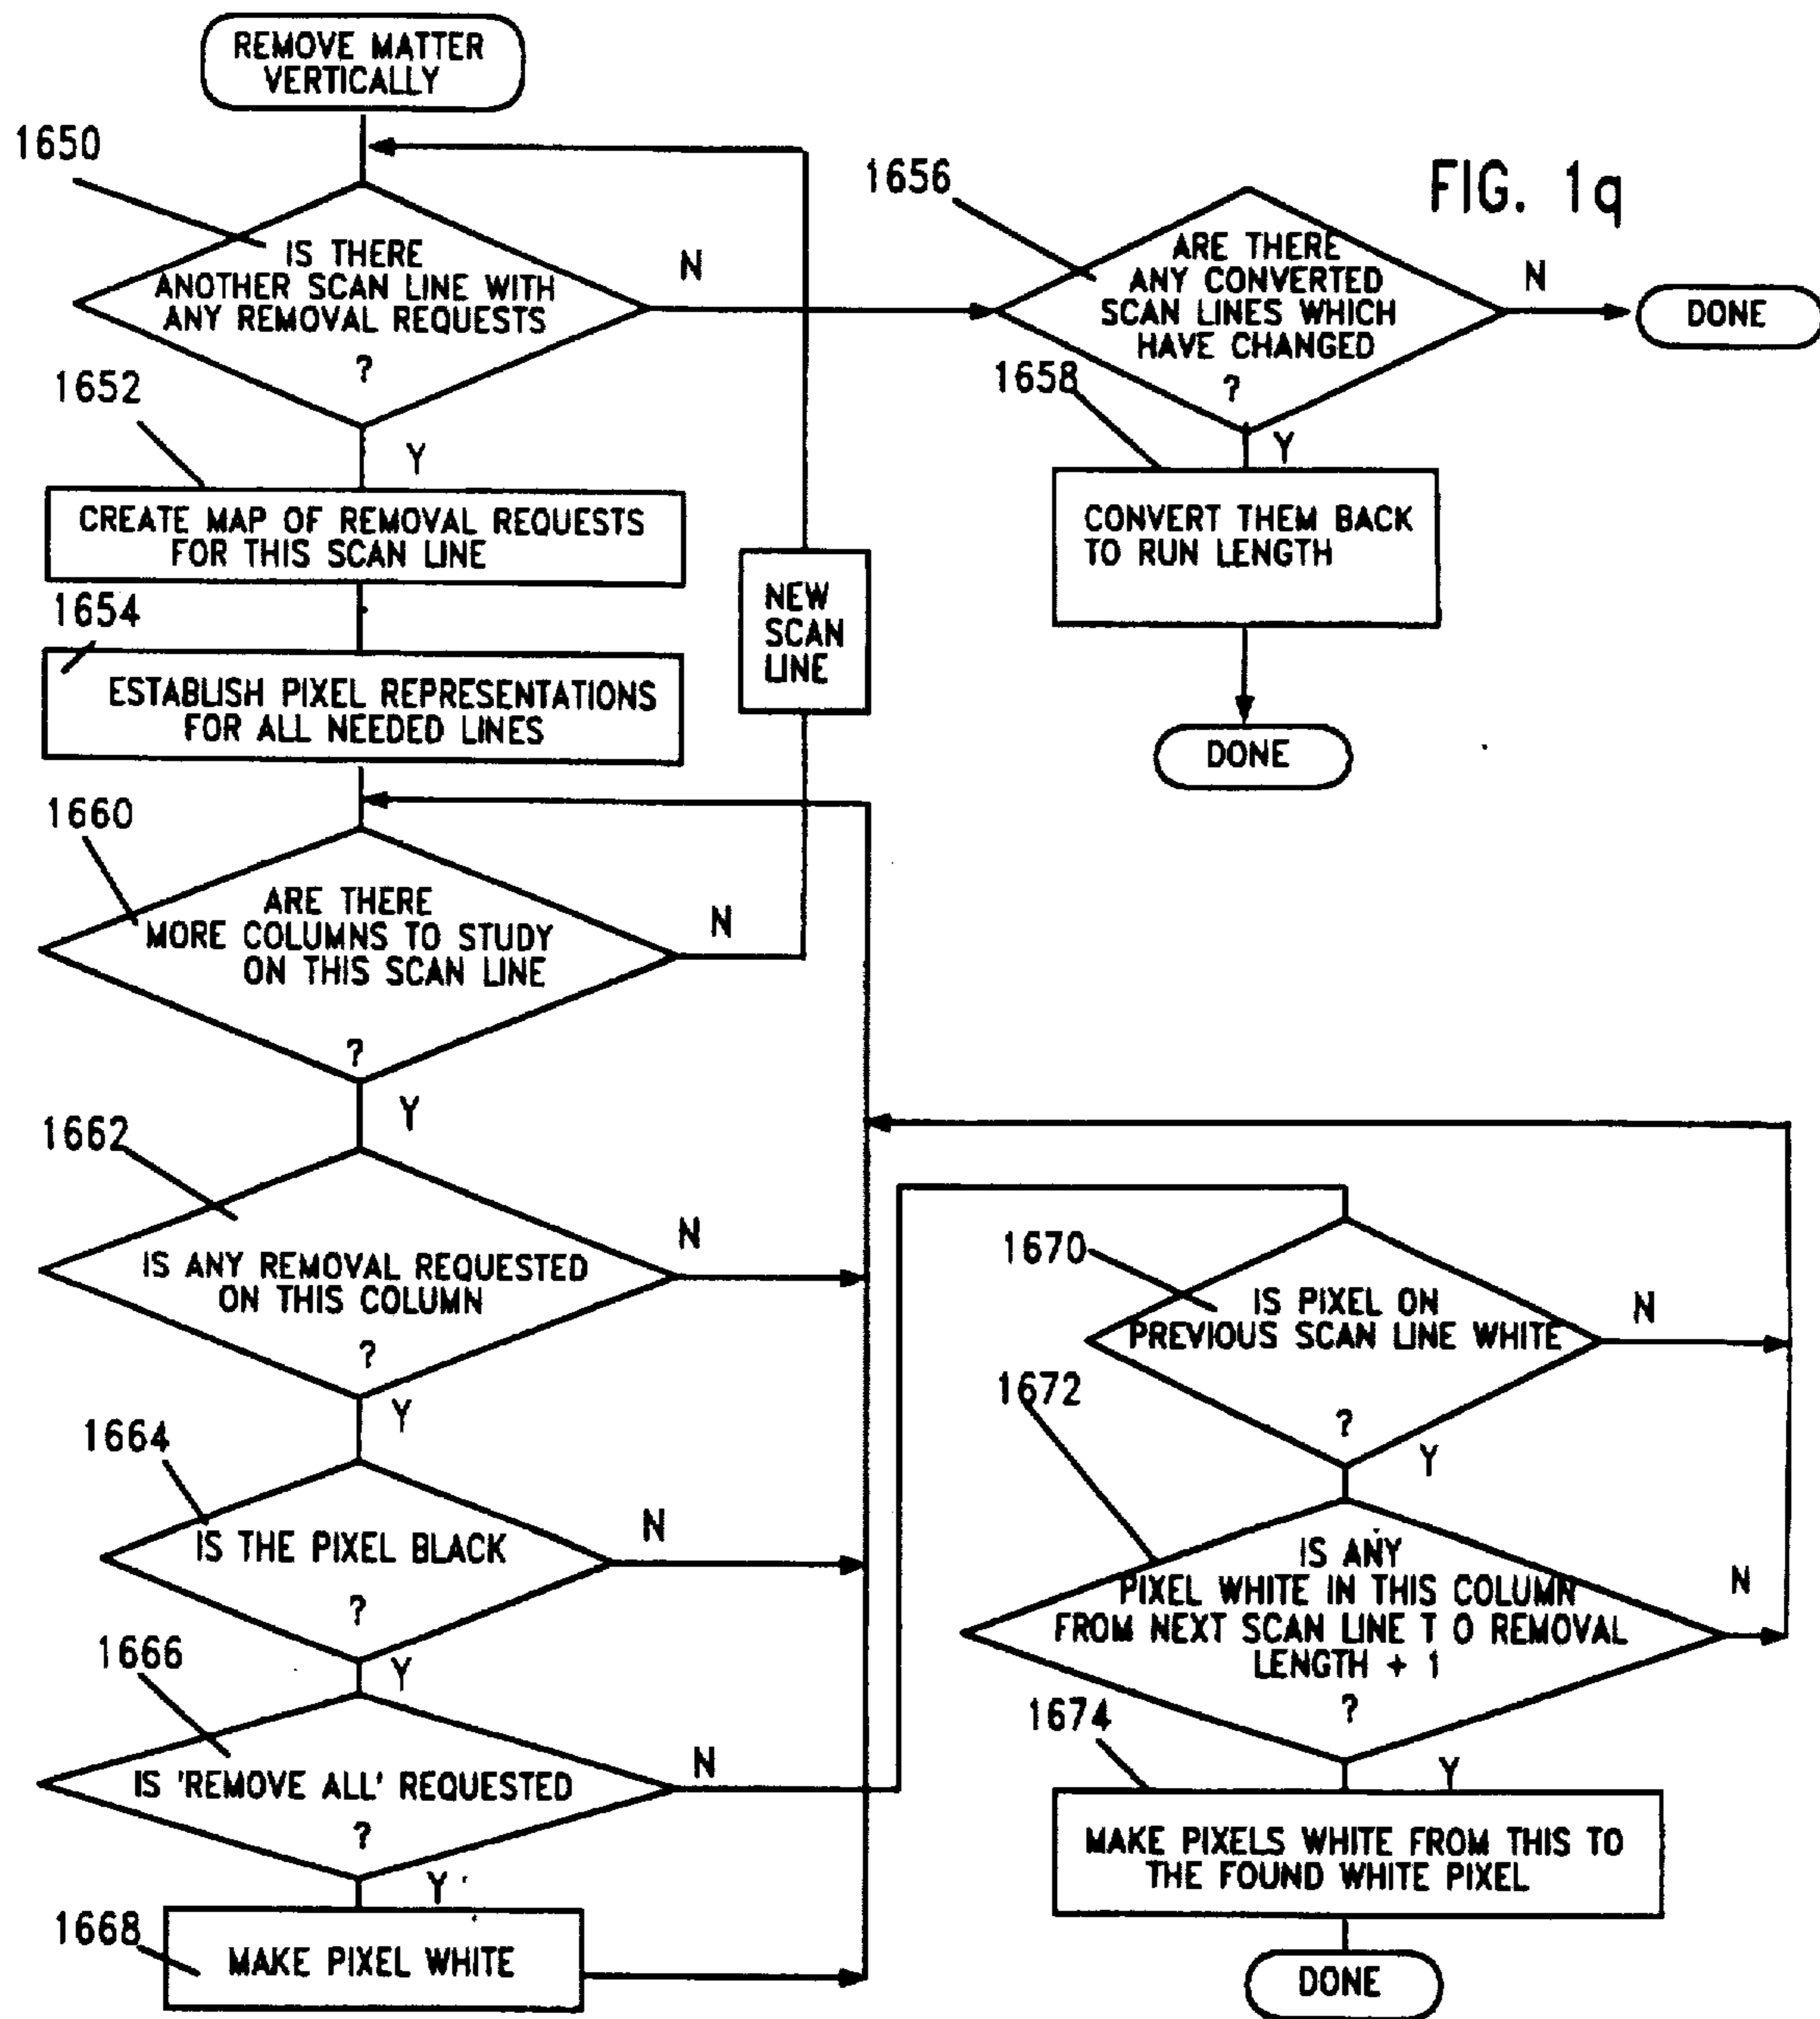 REMOVE MATTER
VERTICALLY
1650
IS THERE
ANOTHER SCAN LINE WITH
ANY REMOVAL REQUESTS
?
N
Y
1652
CREATE MAP OF REMOVAL REQUESTS
FOR THIS SCAN LINE
1654
ESTABLISH PIXEL REPRESENTATIONS
FOR ALL NEEDED LINES
NEW
SCAN
LINE
1656
FIG. 1q
ARE THERE
ANY CONVERTED
SCAN LINES WHICH
HAVE CHANGED
?
N
DONE
1658
Y
CONVERT THEM BACK
TO RUN LENGTH
DONE
1660
ARE THERE
MORE COLUMNS TO STUDY
ON THIS SCAN LINE
?
N
Y
1662
IS ANY REMOVAL REQUESTED
ON THIS COLUMN
?
N
Y
1664
IS THE PIXEL BLACK
?
N
Y
1666
IS 'REMOVE ALL' REQUESTED
?
N
Y
1668
MAKE PIXEL WHITE
1670
IS PIXEL ON
PREVIOUS SCAN LINE WHITE
?
N
Y
1672
IS ANY
PIXEL WHITE IN THIS COLUMN
FROM NEXT SCAN LINE T O REMOVAL
LENGTH + 1
?
N
Y
1674
MAKE PIXELS WHITE FROM THIS TO
THE FOUND WHITE PIXEL
DONE